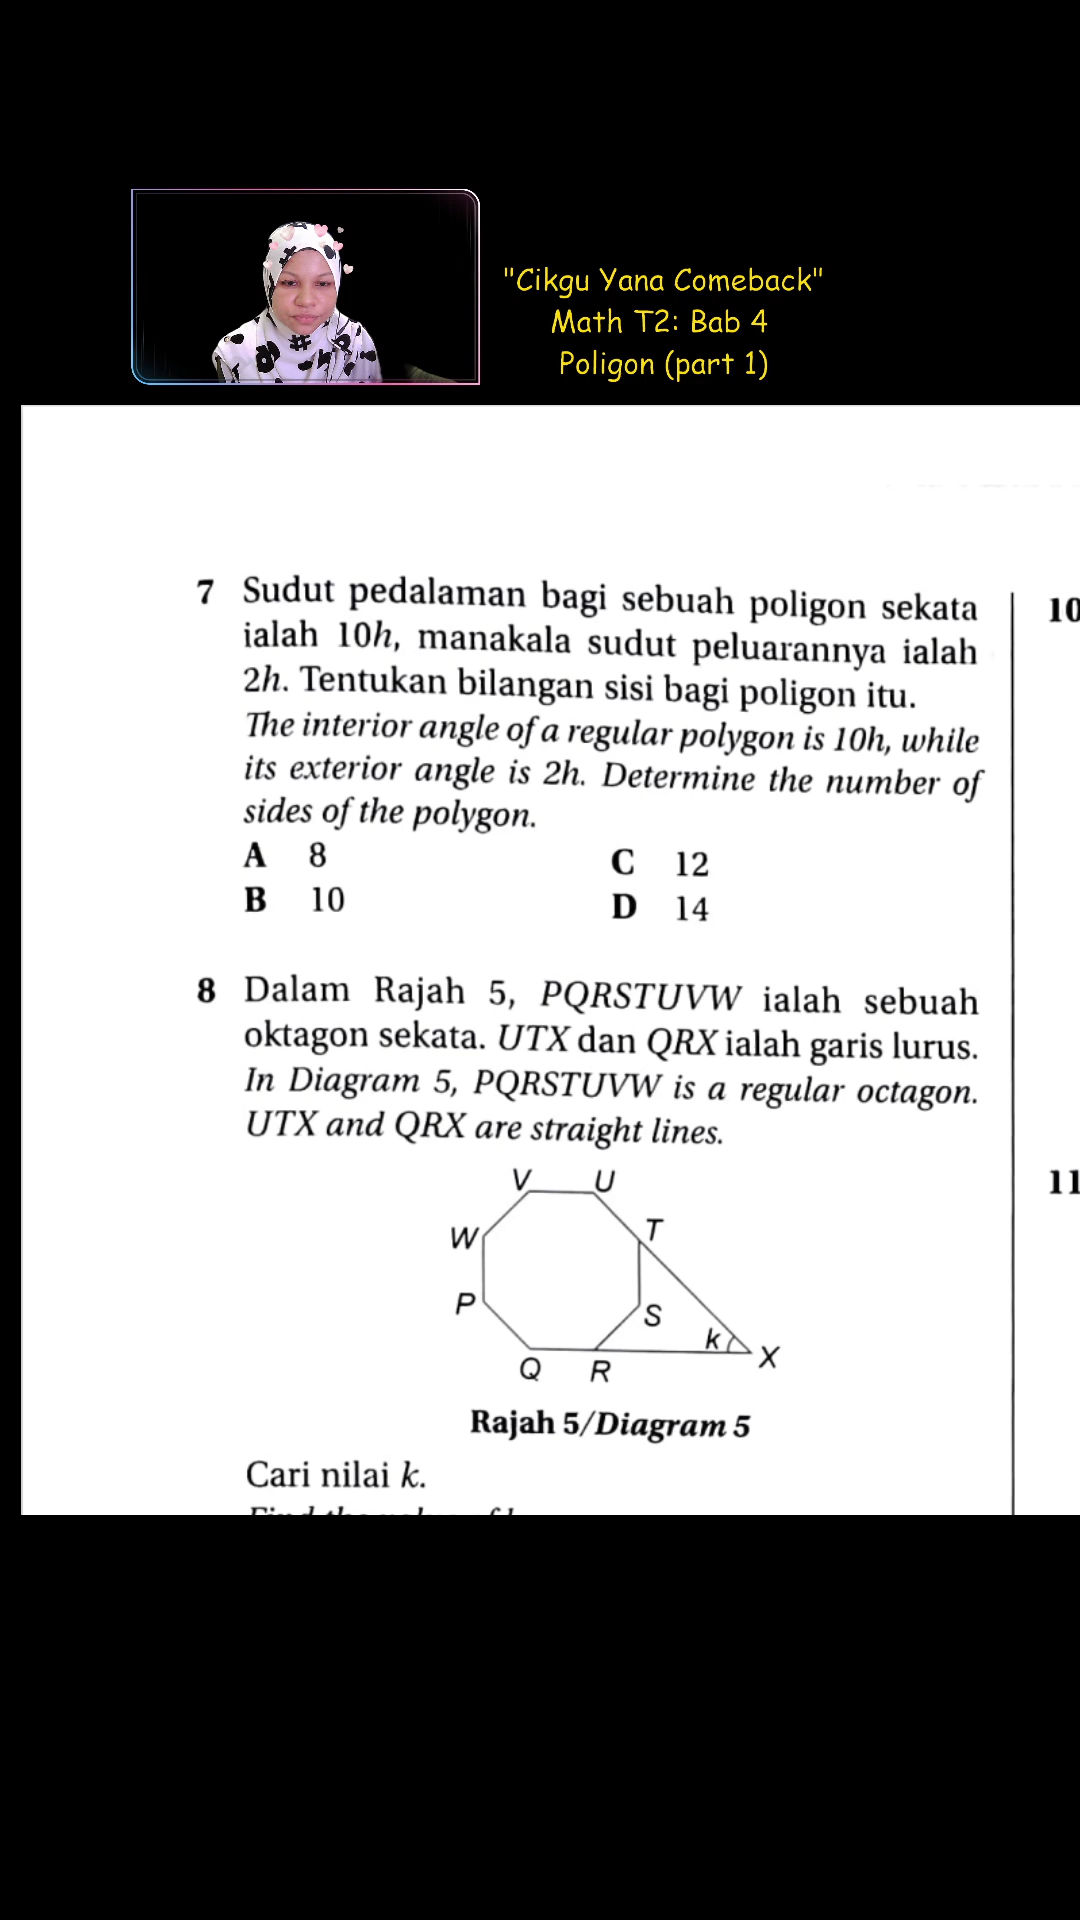 "Cikgu Yana Comeback"
Math T2: Bab 4
Poligon (part 1)
7 Sudut pedalaman bagi sebuah poligon sekata
ialah 10h, manakala sudut peluarannya ialah
2h. Tentukan bilangan sisi bagi poligon itu.
The interior angle of a regular polygon is 10h, while
its exterior angle is 2h. Determine the number of
sides of the polygon.
A 8
C 12
B 10
D 14
8 Dalam Rajah 5, PQRSTUVW ialah sebuah
oktagon sekata. UTX dan QRX ialah garis lurus.
In Diagram 5, PQRSTUVW is a regular octagon.
UTX and QRX are straight lines.
V U
T
W
P
S
k
X
Q R
Rajah 5/Diagram 5
Cari nilai k.
10
11